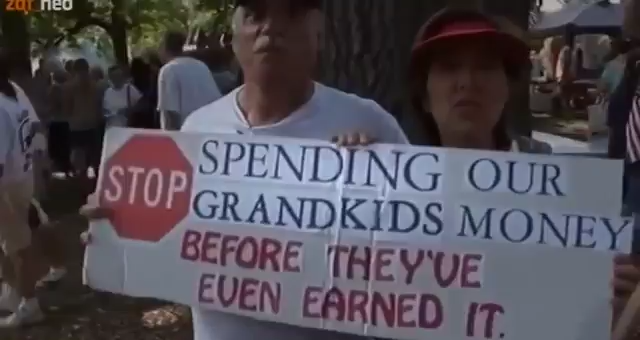 zdf neo
STOP
SPENDING OUR
GRANDKIDS MONEY
BEFORE THEY'VE
EVEN EARNED IT.